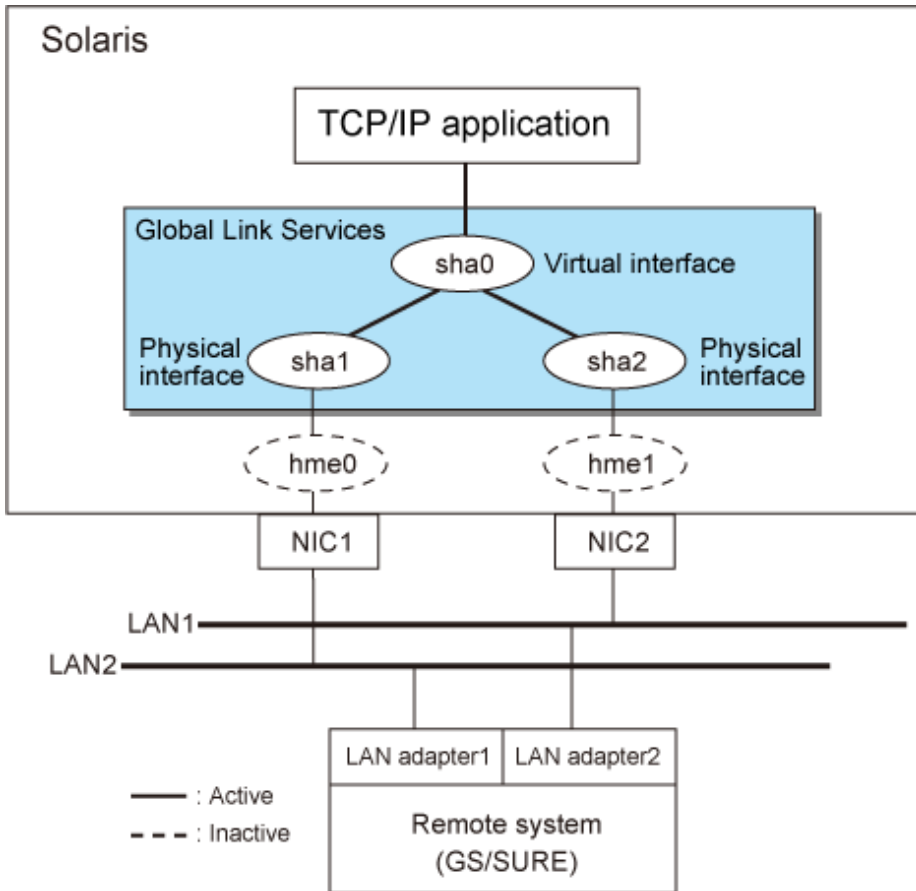 Solaris
TCP/IP application
Global Link Services
sha0
Virtual interface
Physical
interface
sha1
sha2
Physical
interface
hme0
hme1
NIC1
NIC2
LAN1
LAN2
LAN adapter1
LAN adapter2
: Active
: Inactive
Remote system
(GS/SURE)